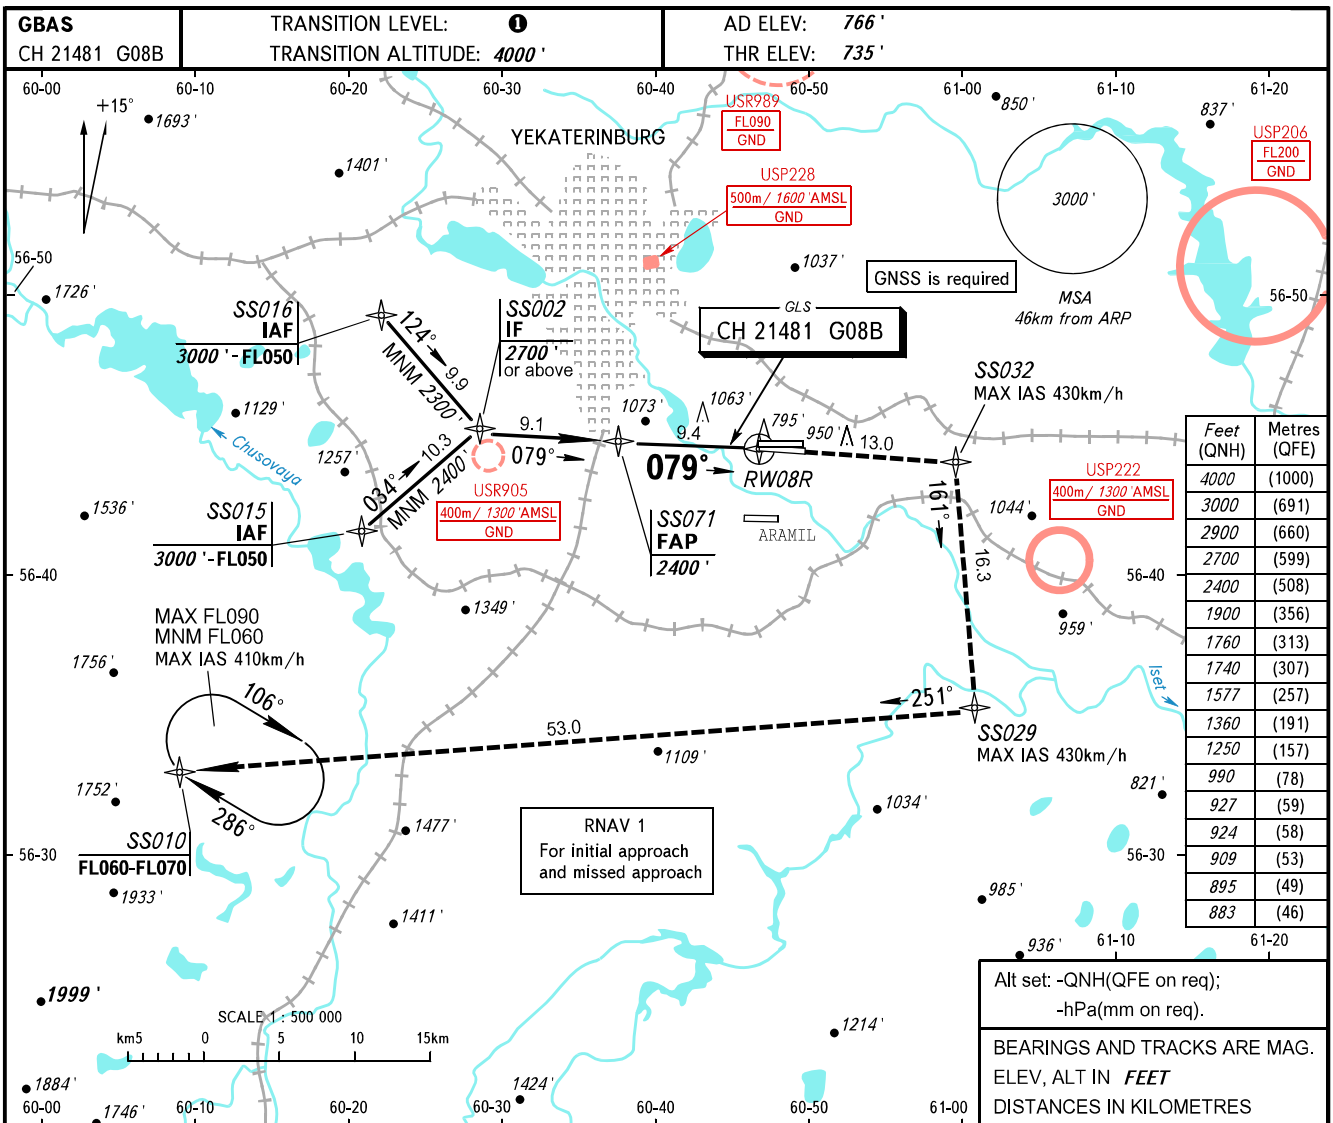 GBAS
CH 21481 G08B
TRANSITION LEVEL: ❶
TRANSITION ALTITUDE: 4000 '
AD ELEV: 766 '
THR ELEV: 735 '
60-00
60-10
60-20
60-30
60-40
60-50
61-00
61-10
61-20
+15°
1693 '
1401 '
YEKATERINBURG
USR989
FL090
GND
850 '
837 '
USP206
FL200
GND
USP228
500m/ 1600 'AMSL
GND
3000 '
MSA
46km from ARP
56-50
56-50
1726 '
1037 '
GNSS is required
SS016
IAF
3000 '-FL050
124°
9.9
MNM 2300 '
SS002
IF
2700 '
or above
GLS
CH 21481 G08B
SS032
MAX IAS 430km/h
1129 '
Chusovaya
1257 '
034°
10.3
MNM 2400 '
9.1
079°
1073 '
1063 '
9.4
079°
795 '
950 '
13.0
RW08R
USR905
400m/ 1300 'AMSL
GND
SS071
FAP
2400 '
ARAMIL
161°
16.3
1044 '
USP222
400m/ 1300 'AMSL
GND
1536 '
SS015
IAF
3000 '-FL050
56-40
56-40
1349 '
959 '
MAX FL090
MNM FL060
MAX IAS 410km/h
1756 '
106°
286°
251°
53.0
SS029
MAX IAS 430km/h
Iset
1109 '
1752 '
SS010
FL060-FL070
1477 '
1034 '
821 '
RNAV 1
For initial approach
and missed approach
56-30
56-30
1933 '
1411 '
985 '
936 '
1999 '
1214 '
1884 '
1746 '
1424 '
SCALE 1 : 500 000
km5 0 5 10 15km
Feet (QNH) Metres (QFE)
4000 (1000)
3000 (691)
2900 (660)
2700 (599)
2400 (508)
1900 (356)
1760 (313)
1740 (307)
1577 (257)
1360 (191)
1250 (157)
990 (78)
927 (59)
924 (58)
909 (53)
895 (49)
883 (46)
61-10
61-20
Alt set: -QNH(QFE on req);
-hPa(mm on req).
BEARINGS AND TRACKS ARE MAG.
ELEV, ALT IN FEET
DISTANCES IN KILOMETRES
60-00
60-10
60-20
60-30
60-40
60-50
61-00